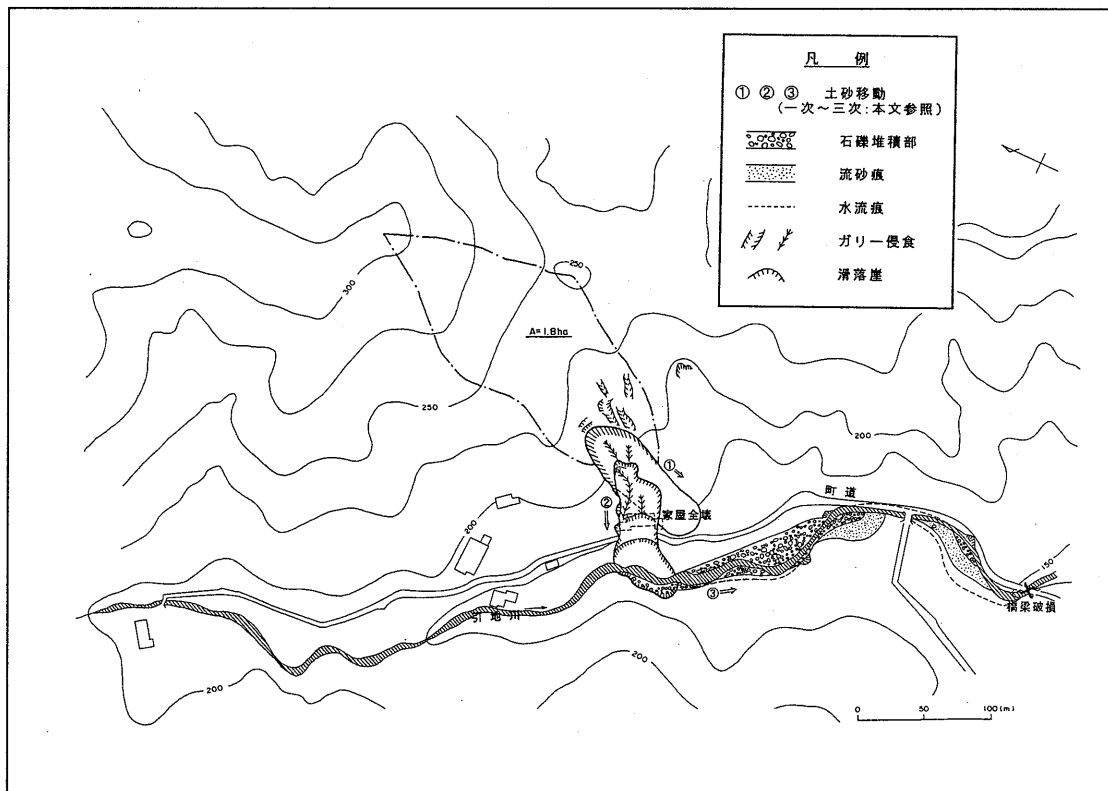 凡 例
① ② ③ 土砂移動
(一次～三次:本文参照)
石礫堆積部
流砂痕
水流痕
ガリー侵食
滑落崖
250
300
A=1.8ha
250
200
①
町道
②
家屋全壊
200
150
③
橋梁破損
引地川
200
200
0 50 100(m)